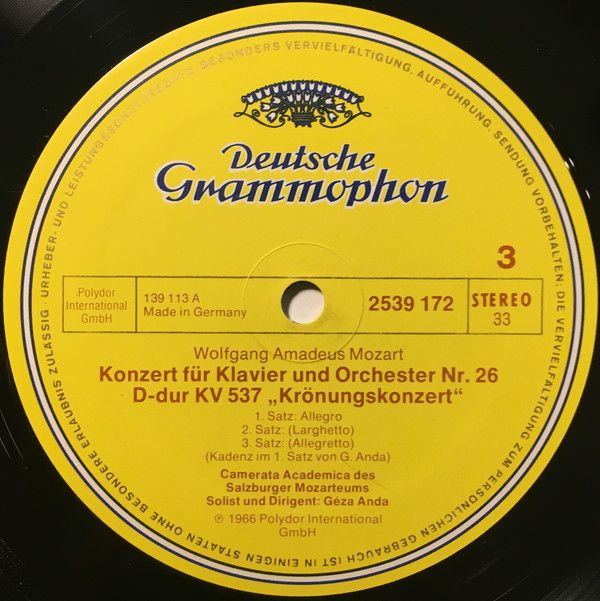 URHEBER- UND LEISTUNGSSCHUTZRECHTE, BESONDERS VERVIELFÄLTIGUNG, AUFFÜHRUNG, SENDUNG VORBEHALTEN; DIE VERVIELFÄLTIGUNG ZUM PERSÖNLICHEN GEBRAUCH IST IN EINIGEN STAATEN OHNE BESONDERE ERLAUBNIS ZULÄSSIG ·
Deutsche
Grammophon
3
Polydor
International
GmbH
139 113 A
Made in Germany
2539 172
STEREO
33
Wolfgang Amadeus Mozart
Konzert für Klavier und Orchester Nr. 26
D-dur KV 537 „Krönungskonzert“
1. Satz: Allegro
2. Satz: (Larghetto)
3. Satz: (Allegretto)
(Kadenz im 1. Satz von G. Anda)
Camerata Academica des
Salzburger Mozarteums
Solist und Dirigent: Géza Anda
℗ 1966 Polydor International
GmbH